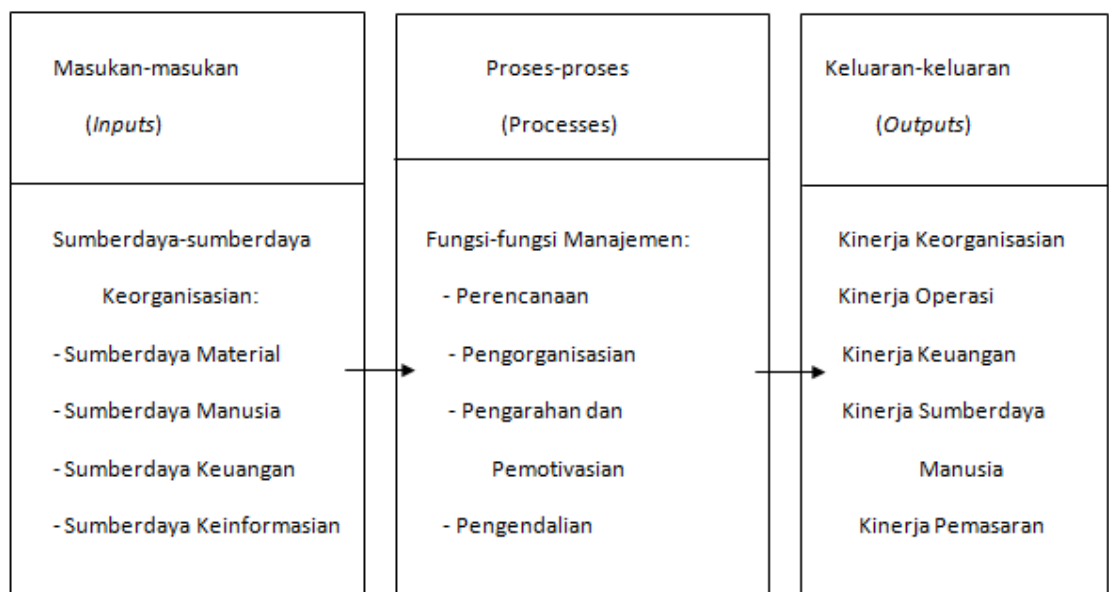 Masukan-masukan
(Inputs)
Sumberdaya-sumberdaya
Keorganisasian:
- Sumberdaya Material
- Sumberdaya Manusia
- Sumberdaya Keuangan
- Sumberdaya Keinformasian
Proses-proses
(Processes)
Fungsi-fungsi Manajemen:
- Perencanaan
- Pengorganisasian
- Pengarahan dan
Pemotivasian
- Pengendalian
Keluaran-keluaran
(Outputs)
Kinerja Keorganisasian
Kinerja Operasi
Kinerja Keuangan
Kinerja Sumberdaya
Manusia
Kinerja Pemasaran